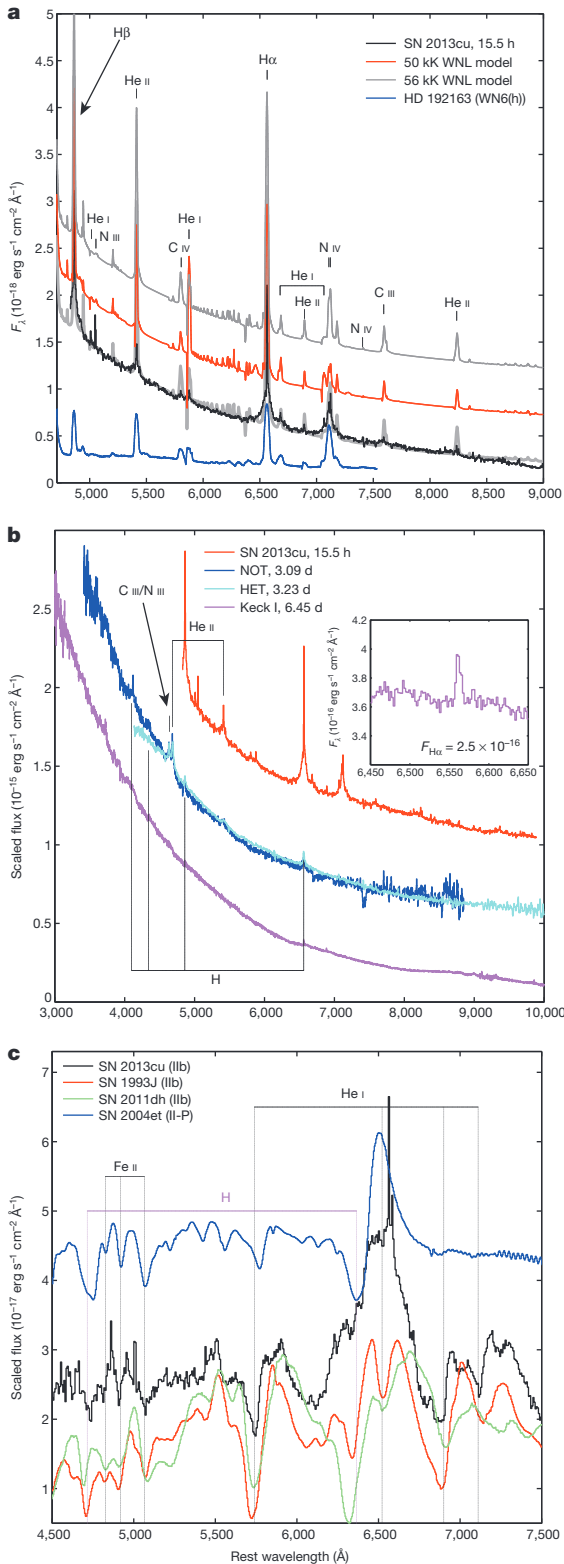 a
SN 2013cu, 15.5 h
50 kK WNL model
56 kK WNL model
HD 192163 (WN6(h))
Hβ
He II
Hα
He I
N III
C IV
He I
N IV
He I
He II
N IV
C III
He II
Fλ (10−18 erg s−1 cm−2 Å−1)
5
4.5
4
3.5
3
2.5
2
1.5
1
0.5
0
5,000 5,500 6,000 6,500 7,000 7,500 8,000 8,500 9,000
b
SN 2013cu, 15.5 h
NOT, 3.09 d
HET, 3.23 d
Keck I, 6.45 d
C III/N III
He II
H
Scaled flux (10−15 erg s−1 cm−2 Å−1)
2.5
2
1.5
1
0.5
0
3,000 4,000 5,000 6,000 7,000 8,000 9,000 10,000
Fλ (10−16 erg s−1 cm−2 Å−1)
4.2
4
3.8
3.6
3.4
FHα = 2.5 × 10−16
6,450 6,500 6,550 6,600 6,650
c
SN 2013cu (IIb)
SN 1993J (IIb)
SN 2011dh (IIb)
SN 2004et (II-P)
He I
Fe II
H
Scaled flux (10−17 erg s−1 cm−2 Å−1)
7
6
5
4
3
2
1
4,500 5,000 5,500 6,000 6,500 7,000 7,500
Rest wavelength (Å)